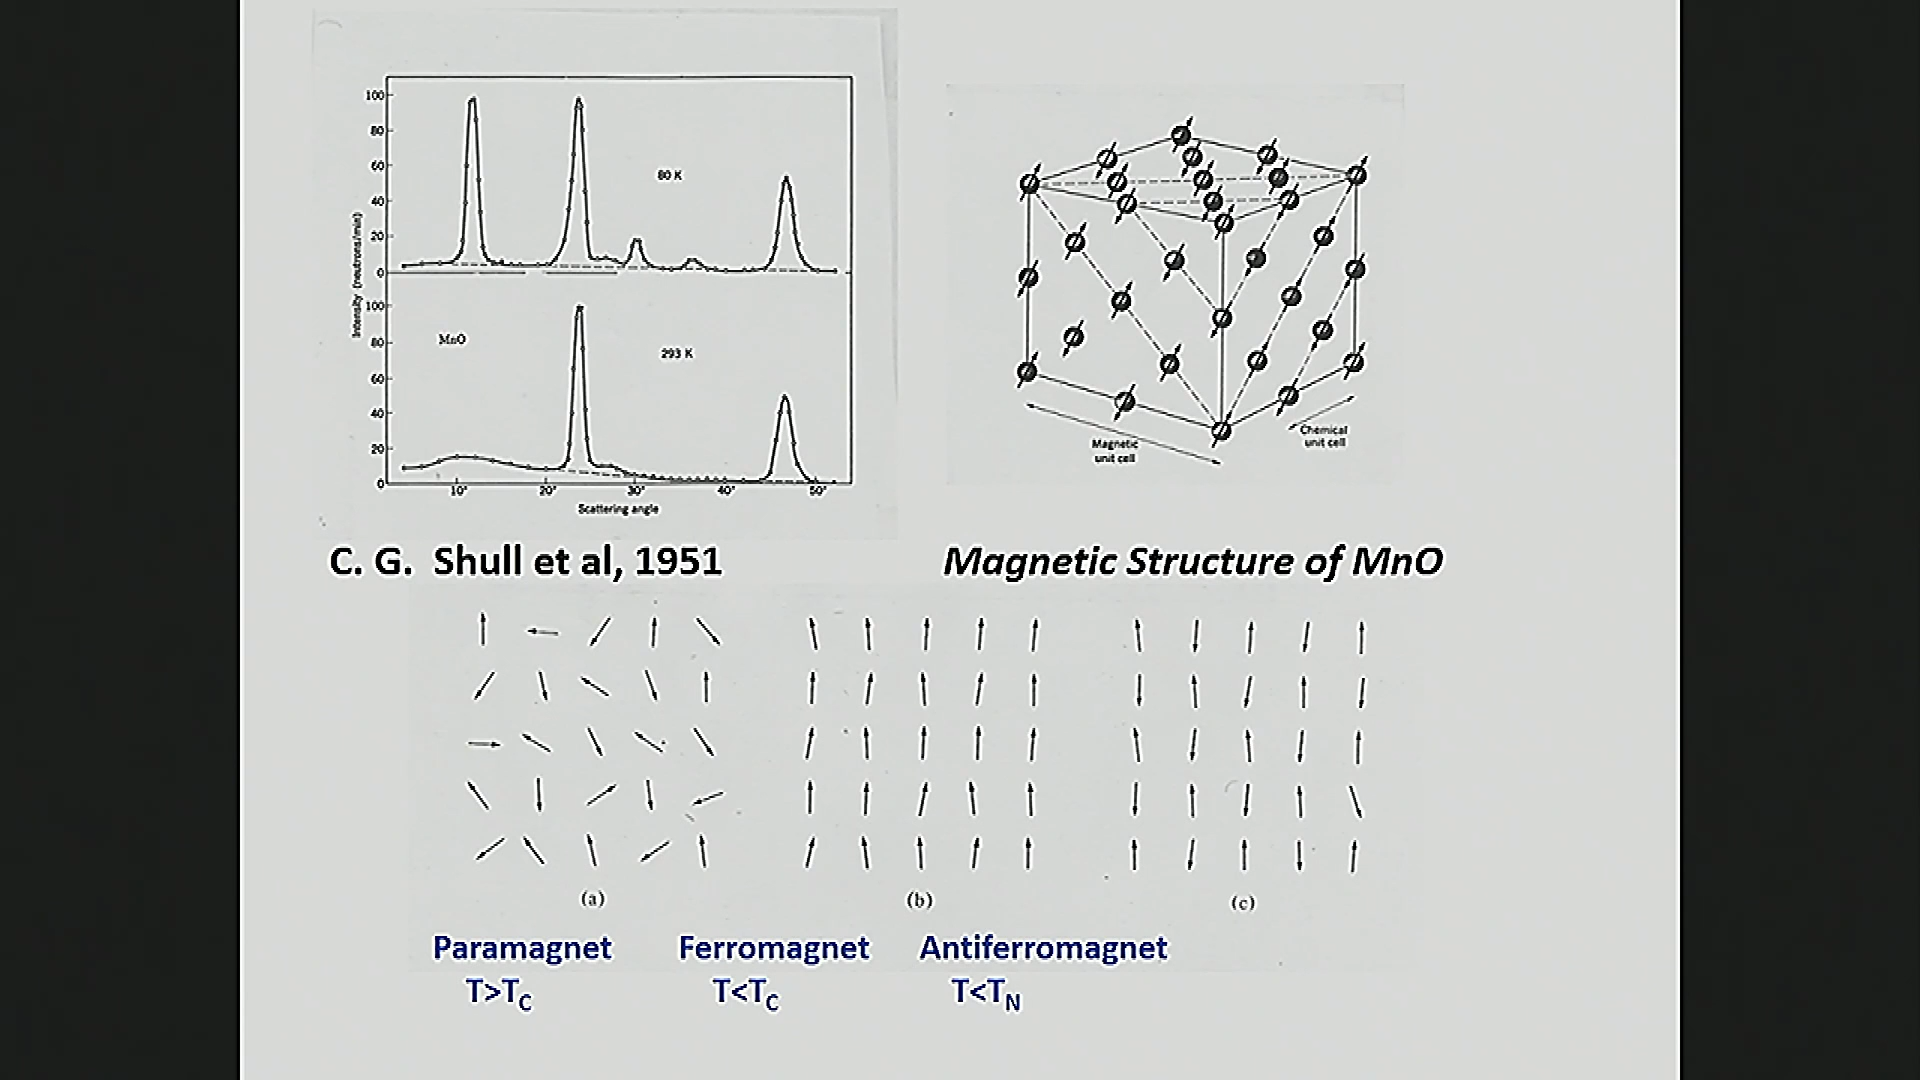 100
80
60
40
20
0
80 K
100
80
60
40
20
0
MnO
293 K
Intensity (neutrons/min)
10° 20° 30° 40° 50°
Scattering angle
Magnetic
unit cell
Chemical
unit cell
C. G. Shull et al, 1951
Magnetic Structure of MnO
(a) (b) (c)
Paramagnet Ferromagnet Antiferromagnet
T>TC T<TC T<TN